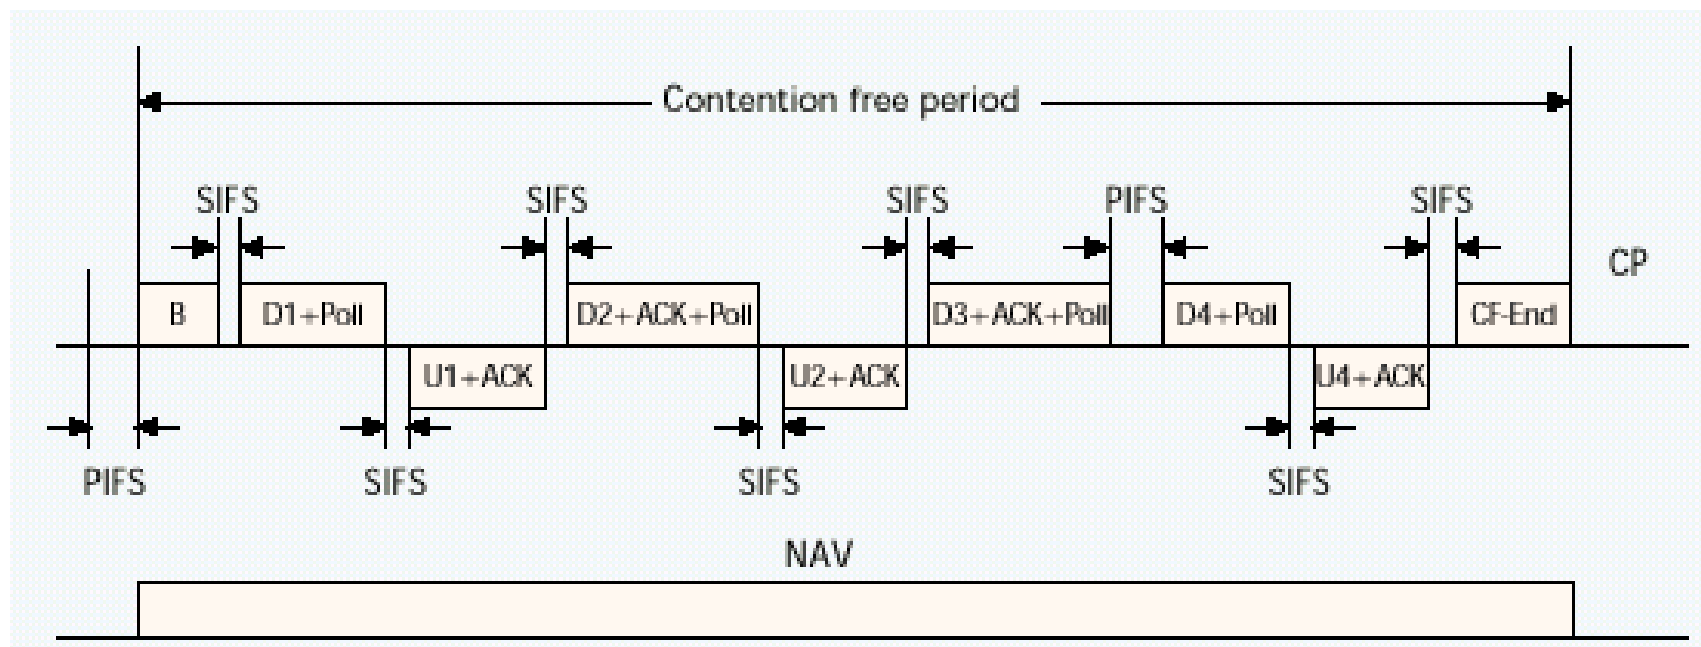 Contention free period
SIFS SIFS SIFS PIFS SIFS
CP
B D1+Poll D2+ACK+Poll D3+ACK+Poll D4+Poll CF-End
U1+ACK U2+ACK U4+ACK
PIFS SIFS SIFS SIFS
NAV